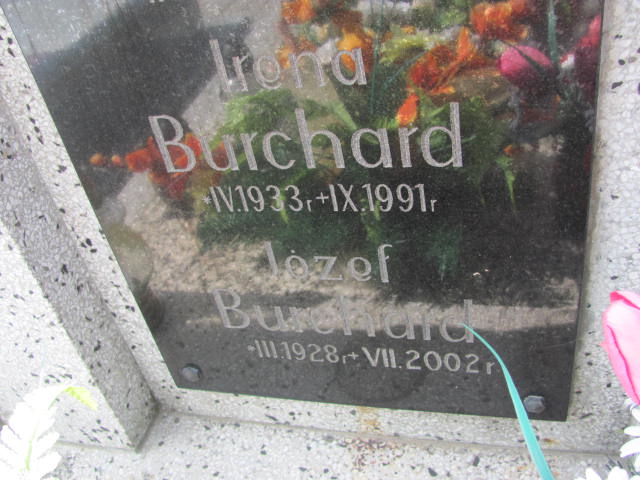 Irena
Burchard
*IV.1933r+IX.1991r
Józef
Burchard
*III.1928r+VII.2002r